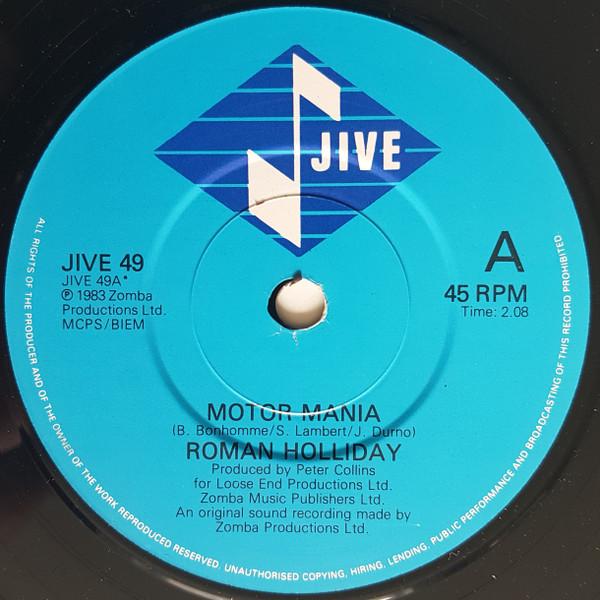 JIVE
JIVE 49
JIVE 49A*
℗ 1983 Zomba
Productions Ltd.
MCPS/BIEM
A
45 RPM
Time: 2.08
MOTOR MANIA
(B. Bonhomme/S. Lambert/J. Durno)
ROMAN HOLLIDAY
Produced by Peter Collins
for Loose End Productions Ltd.
Zomba Music Publishers Ltd.
An original sound recording made by
Zomba Productions Ltd.
ALL RIGHTS OF THE PRODUCER AND OF THE OWNER OF THE WORK REPRODUCED RESERVED. UNAUTHORISED COPYING, HIRING, LENDING, PUBLIC PERFORMANCE AND BROADCASTING OF THIS RECORD PROHIBITED.